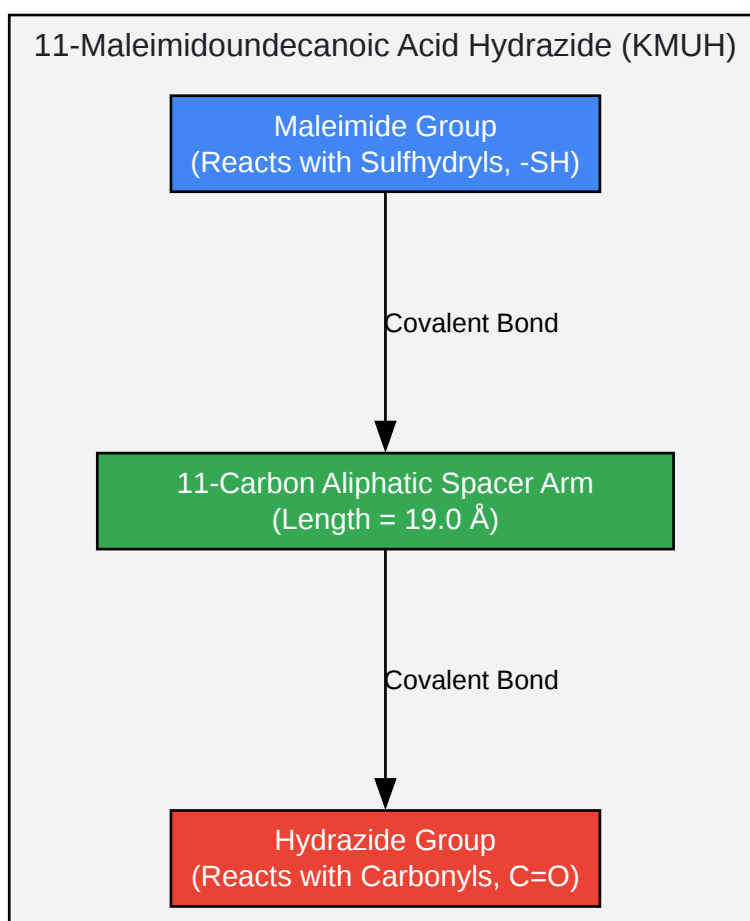 11-Maleimidoundecanoic Acid Hydrazide (KMUH)
Maleimide Group
(Reacts with Sulfhydryls, -SH)
Covalent Bond
11-Carbon Aliphatic Spacer Arm
(Length = 19.0 Å)
Covalent Bond
Hydrazide Group
(Reacts with Carbonyls, C=O)